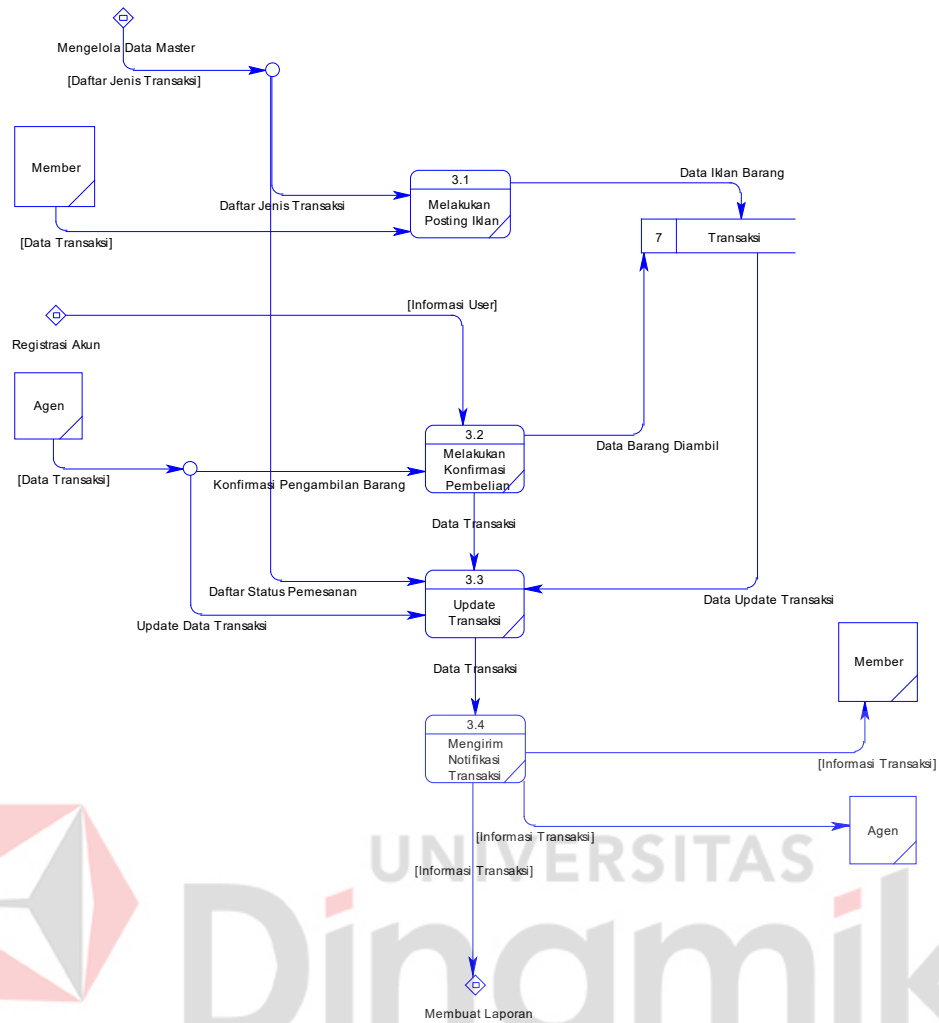 Mengelola Data Master
[Daftar Jenis Transaksi]
Member
3.1
Melakukan
Posting Iklan
Data Iklan Barang
Daftar Jenis Transaksi
[Data Transaksi]
7
Transaksi
[Informasi User]
Registrasi Akun
Agen
3.2
Melakukan
Konfirmasi
Pembelian
Data Barang Diambil
[Data Transaksi]
Konfirmasi Pengambilan Barang
Data Transaksi
3.3
Update
Transaksi
Daftar Status Pemesanan
Data Update Transaksi
Update Data Transaksi
Member
Data Transaksi
3.4
Mengirim
Notifikasi
Transaksi
[Informasi Transaksi]
Agen
[Informasi Transaksi]
UNIVERSITAS
[Informasi Transaksi]
Dinamik
Membuat Laporan